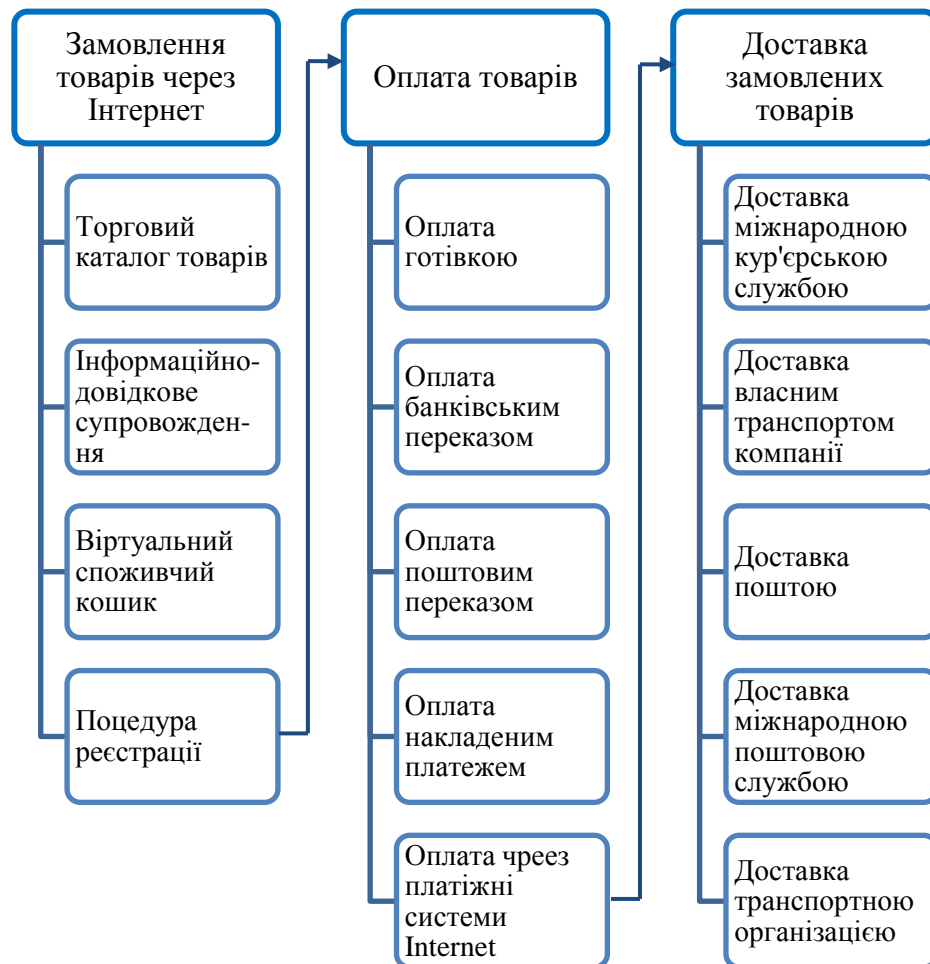 Замовлення
товарів через
Інтернет
Торговий
каталог товарів
Інформаційно-
довідкове
супровожден-
ня
Віртуальний
споживчий
кошик
Поцедура
реєстрації
Оплата товарів
Оплата
готівкою
Оплата
банківським
переказом
Оплата
поштовим
переказом
Оплата
накладеним
платежем
Оплата чреез
платіжні
системи
Internet
Доставка
замовлених
товарів
Доставка
міжнародною
кур'єрською
службою
Доставка
власним
транспортом
компанії
Доставка
поштою
Доставка
міжнародною
поштовою
службою
Доставка
транспортною
організацією